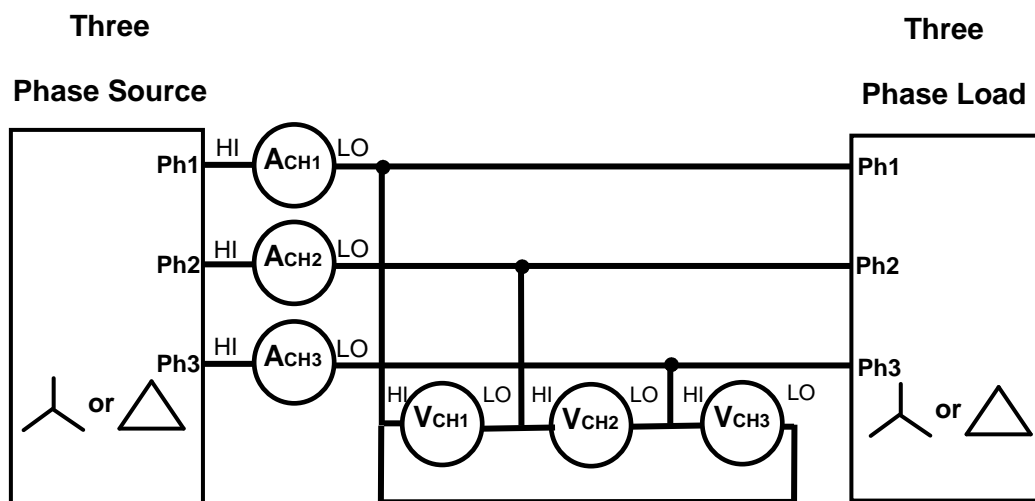 Three
Phase Source
Three
Phase Load
Ph1 HI ACH1 LO Ph1
Ph2 HI ACH2 LO Ph2
Ph3 HI ACH3 LO Ph3
HI VCH1 LO HI VCH2 LO HI VCH3 LO
or
or